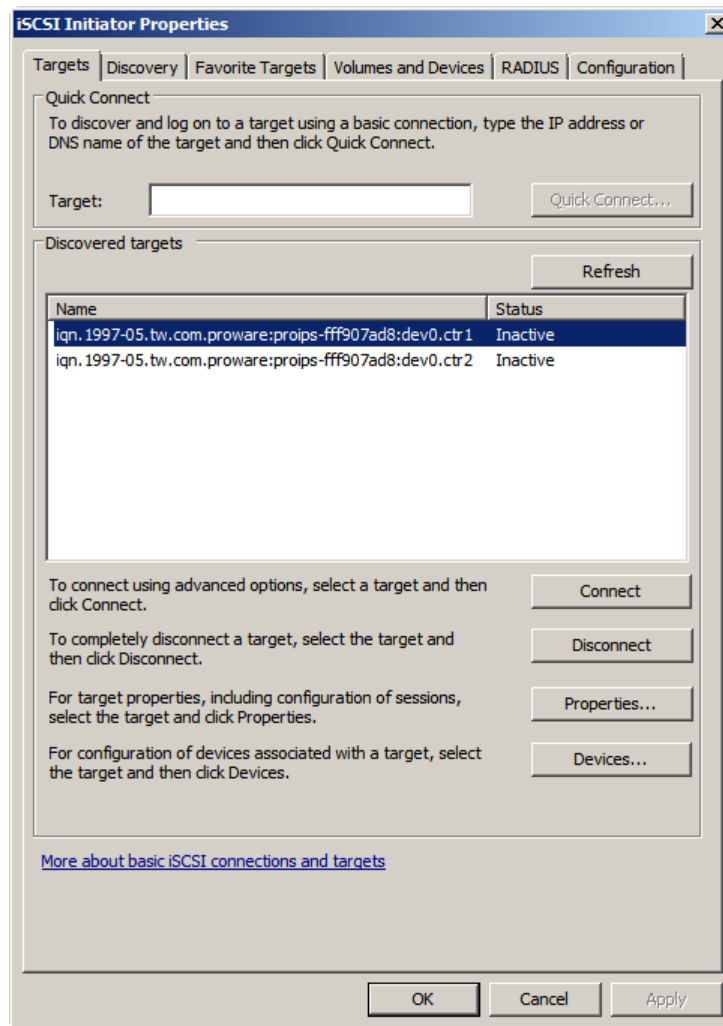 iSCSI Initiator Properties
Targets Discovery Favorite Targets Volumes and Devices RADIUS Configuration
Quick Connect
To discover and log on to a target using a basic connection, type the IP address or
DNS name of the target and then click Quick Connect.
Target: Quick Connect...
Discovered targets
Refresh
Name Status
iqn.1997-05.tw.com.proware:proips-fff907ad8:dev0.ctr1 Inactive
iqn.1997-05.tw.com.proware:proips-fff907ad8:dev0.ctr2 Inactive
To connect using advanced options, select a target and then
click Connect.
Connect
To completely disconnect a target, select the target and
then click Disconnect.
Disconnect
For target properties, including configuration of sessions,
select the target and click Properties.
Properties...
For configuration of devices associated with a target, select
the target and then click Devices.
Devices...
More about basic iSCSI connections and targets
OK Cancel Apply